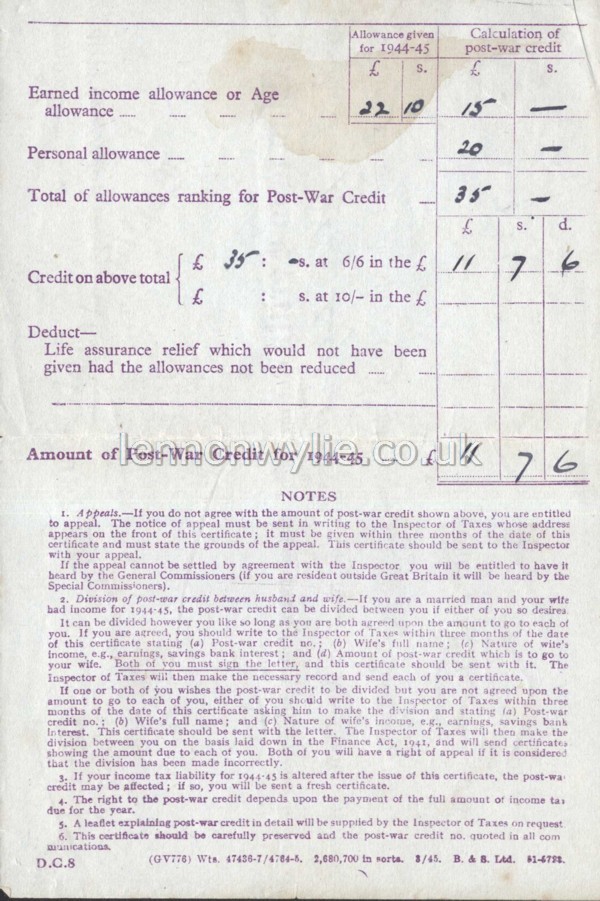 Allowance given for 1944-45
Calculation of post-war credit
£ s. £ s.
Earned income allowance or Age
allowance ...... ...... ...... ...... ... 22 10 15 —
Personal allowance ...... ... ... ... ... ... 20 —
Total of allowances ranking for Post-War Credit ... 35 —
£ s. d.
Credit on above total
£ 35 : -s. at 6/6 in the £ 11 7 6
£ : s. at 10/- in the £
Deduct—
Life assurance relief which would not have been
given had the allowances not been reduced ...... ...
Amount of Post-War Credit for 1944-45 £ 11 7 6
lennonwylie.co.uk
NOTES
1. Appeals.—If you do not agree with the amount of post-war credit shown above, you are entitled
to appeal. The notice of appeal must be sent in writing to the Inspector of Taxes whose address
appears on the front of this certificate; it must be given within three months of the date of this
certificate and must state the grounds of the appeal. This certificate should be sent to the Inspector
with your appeal.
If the appeal cannot be settled by agreement with the Inspector you will be entitled to have it
heard by the General Commissioners (if you are resident outside Great Britain it will be heard by the
Special Commissioners).
2. Division of post-war credit between husband and wife.—If you are a married man and your wife
had income for 1944-45, the post-war credit can be divided between you if either of you so desires.
It can be divided however you like so long as you are both agreed upon the amount to go to each of
you. If you are agreed, you should write to the Inspector of Taxes within three months of the date
of this certificate stating (a) Post-war credit no.; (b) Wife's full name; (c) Nature of wife's
income, e.g., earnings, savings bank interest; and (d) Amount of post-war credit which is to go to
your wife. Both of you must sign the letter, and this certificate should be sent with it. The
Inspector of Taxes will then make the necessary record and send each of you a certificate.
If one or both of you wishes the post-war credit to be divided but you are not agreed upon the
amount to go to each of you, either of you should write to the Inspector of Taxes within three
months of the date of this certificate asking him to make the division and stating (a) Post-war
credit no.; (b) Wife's full name; and (c) Nature of wife's income, e.g., earnings, savings bank
interest. This certificate should be sent with the letter. The Inspector of Taxes will then make the
division between you on the basis laid down in the Finance Act, 1941, and will send certificates
showing the amount due to each of you. Both of you will have a right of appeal if it is considered
that the division has been made incorrectly.
3. If your income tax liability for 1944-45 is altered after the issue of this certificate, the post-wa
credit may be affected; if so, you will be sent a fresh certificate.
4. The right to the post-war credit depends upon the payment of the full amount of income tax
due for the year.
5. A leaflet explaining post-war credit in detail will be supplied by the Inspector of Taxes on request
6. This certificate should be carefully preserved and the post-war credit no. quoted in all com
munications.
D.C.8 (GV776) Wts. 47436-7/4764-5. 2,680,700 in sorts. 3/45. B. & S. Ltd. 51-5723.